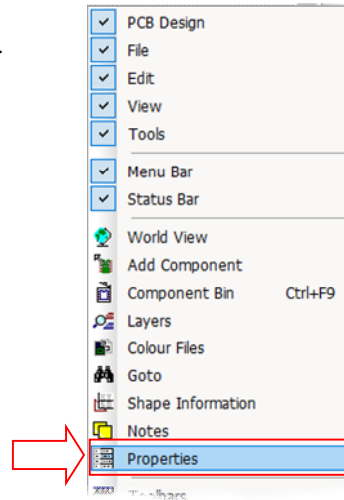 PCB Design
File
Edit
View
Tools
Menu Bar
Status Bar
World View
Add Component
Component Bin Ctrl+F9
Layers
Colour Files
Goto
Shape Information
Notes
Properties
Toolbars